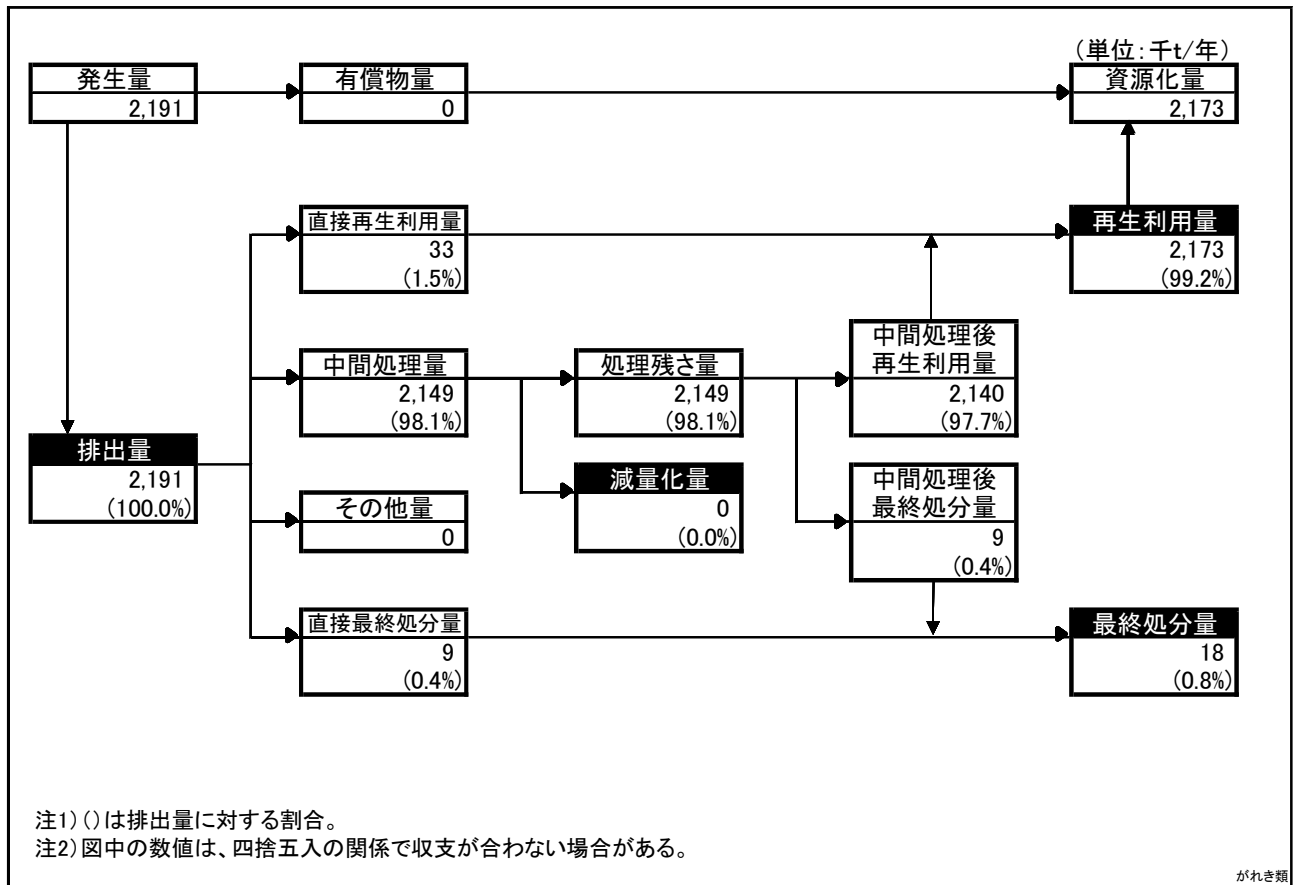 (単位:千t/年)
発生量
2,191
有償物量
0
資源化量
2,173
直接再生利用量
33
(1.5%)
再生利用量
2,173
(99.2%)
中間処理量
2,149
(98.1%)
処理残さ量
2,149
(98.1%)
中間処理後
再生利用量
2,140
(97.7%)
排出量
2,191
(100.0%)
減量化量
0
(0.0%)
中間処理後
最終処分量
9
(0.4%)
その他量
0
直接最終処分量
9
(0.4%)
最終処分量
18
(0.8%)
注1)()は排出量に対する割合。
注2)図中の数値は、四捨五入の関係で収支が合わない場合がある。
がれき類